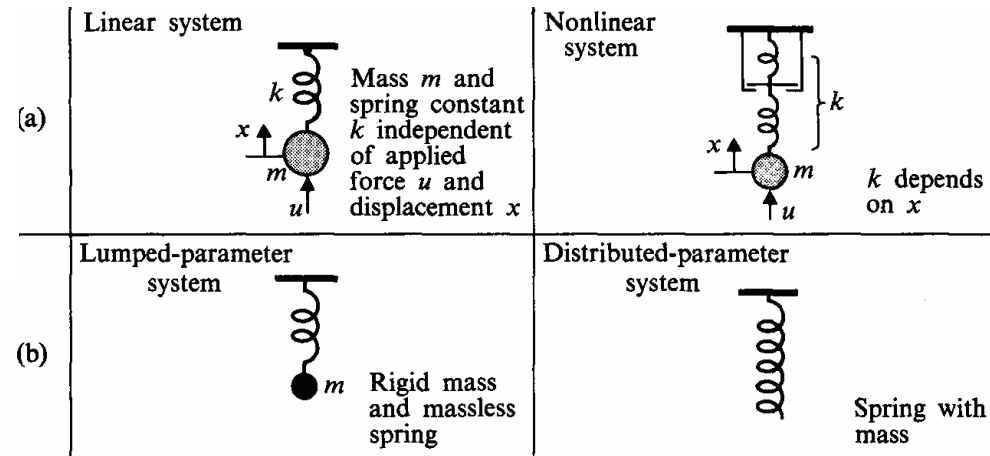 Linear system
Nonlinear
system
(a)
k
Mass m and
spring constant
k independent
of applied
force u and
displacement x
x
m
u
k
x
m
u
k depends
on x
(b)
Lumped-parameter
system
m
Rigid mass
and massless
spring
Distributed-parameter
system
Spring with
mass